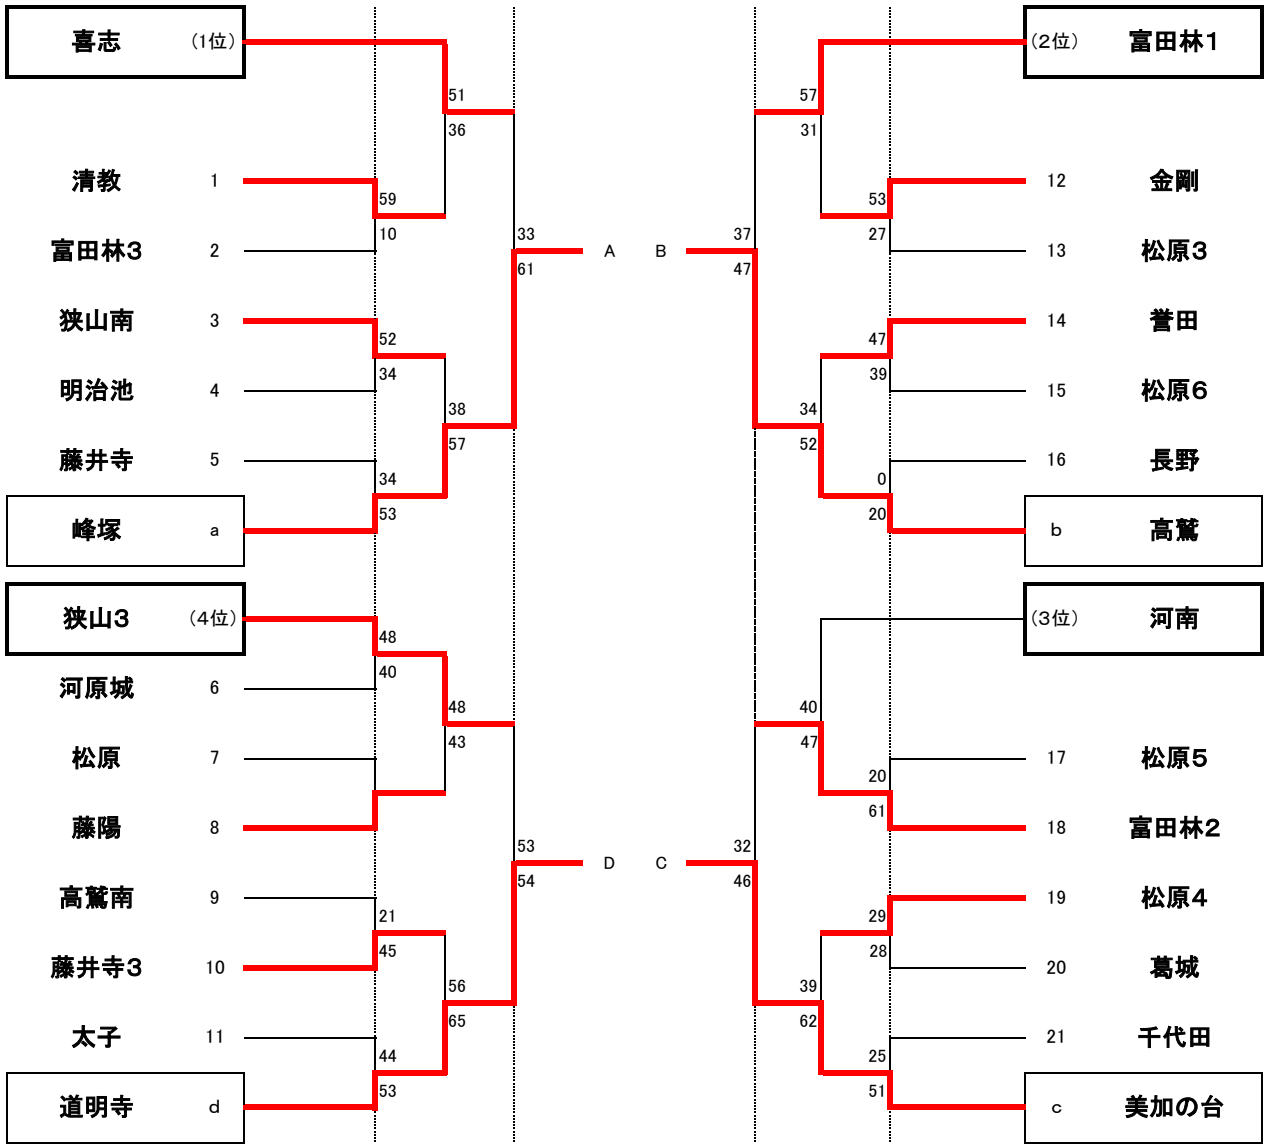 喜志 (1位)
51
36
清教 1
59
10
富田林3 2
33
61
A
狭山南 3
52
34
明治池 4
38
57
藤井寺 5
34
53
峰塚 a
狭山3 (4位)
48
40
河原城 6
48
43
松原 7
藤陽 8
53
54
D
高鷲南 9
21
45
藤井寺3 10
56
65
太子 11
44
53
道明寺 d
(2位) 富田林1
57
31
12 金剛
53
27
13 松原3
B
37
47
14 誉田
47
39
15 松原6
34
52
16 長野
0
20
b 高鷲
(3位) 河南
40
47
17 松原5
20
61
18 富田林2
C
32
46
19 松原4
29
28
20 葛城
39
62
21 千代田
25
51
c 美加の台